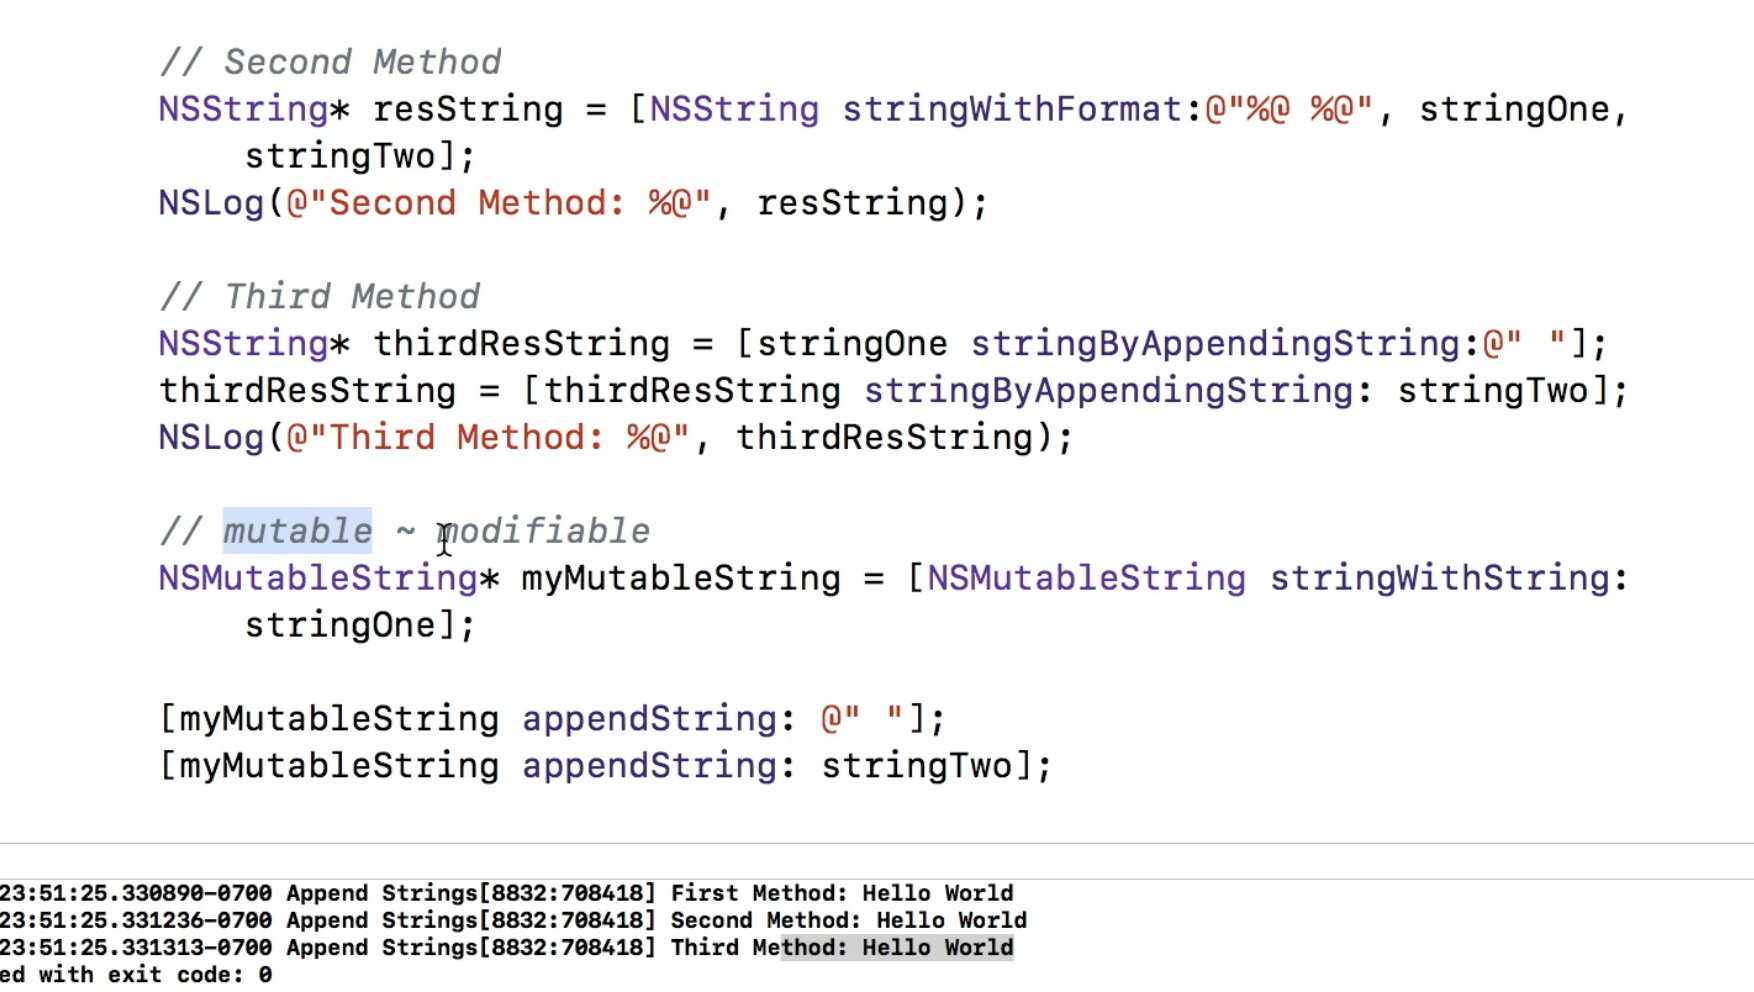 // Second Method
NSString* resString = [NSString stringWithFormat:@"%@ %@", stringOne,
stringTwo];
NSLog(@"Second Method: %@", resString);
// Third Method
NSString* thirdResString = [stringOne stringByAppendingString:@" "];
thirdResString = [thirdResString stringByAppendingString: stringTwo];
NSLog(@"Third Method: %@", thirdResString);
// mutable ~ modifiable
NSMutableString* myMutableString = [NSMutableString stringWithString:
stringOne];
[myMutableString appendString: @" "];
[myMutableString appendString: stringTwo];
23:51:25.330890-0700 Append Strings[8832:708418] First Method: Hello World
23:51:25.331236-0700 Append Strings[8832:708418] Second Method: Hello World
23:51:25.331313-0700 Append Strings[8832:708418] Third Method: Hello World
ed with exit code: 0